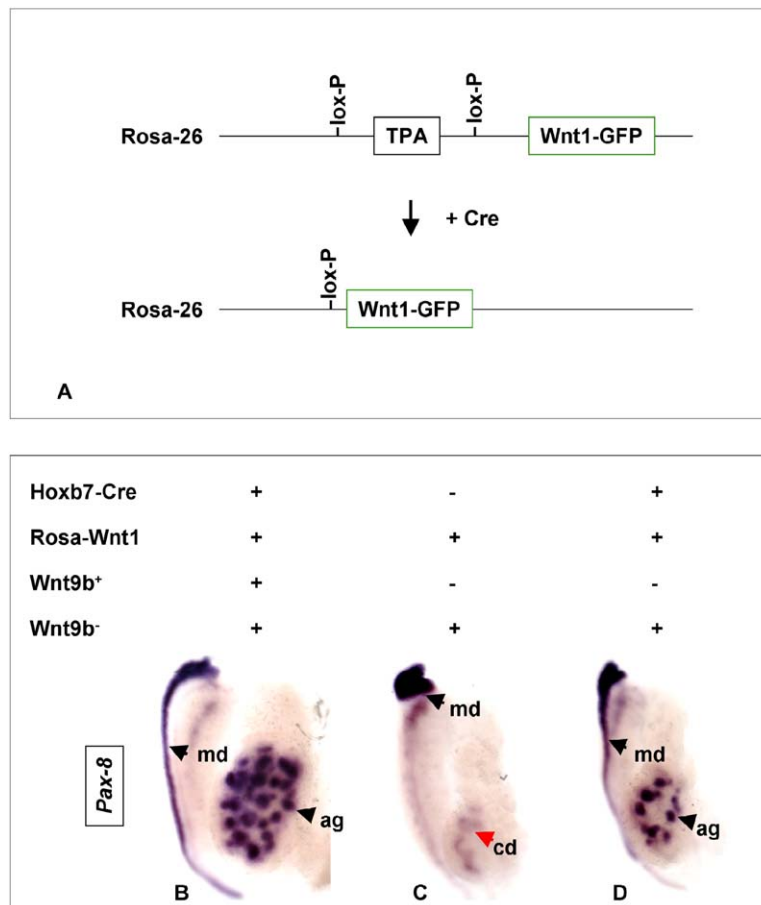 lox-P lox-P
Rosa-26 TPA Wnt1-GFP
+ Cre
lox-P
Rosa-26 Wnt1-GFP
A
Hoxb7-Cre + - +
Rosa-Wnt1 + + +
Wnt9b⁺ + - -
Wnt9b⁻ + + +
md md md
Pax-8 ag cd ag
B C D